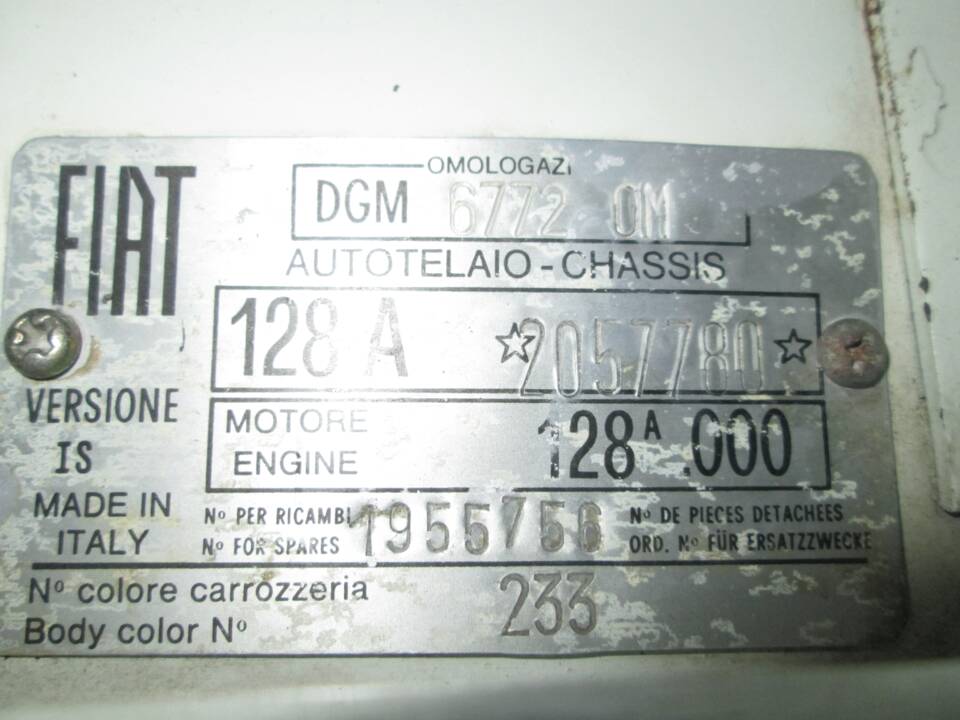 FIAT
OMOLOGAZI
DGM 6772 OM
AUTOTELAIO - CHASSIS
128 A ☆2057780☆
VERSIONE
IS
MOTORE
ENGINE
128A .000
MADE IN
ITALY
Nº PER RICAMBI
Nº FOR SPARES
1955756
Nº DE PIECES DETACHEES
ORD. Nº FÜR ERSATZZWECKE
Nº colore carrozzeria
Body color Nº
233